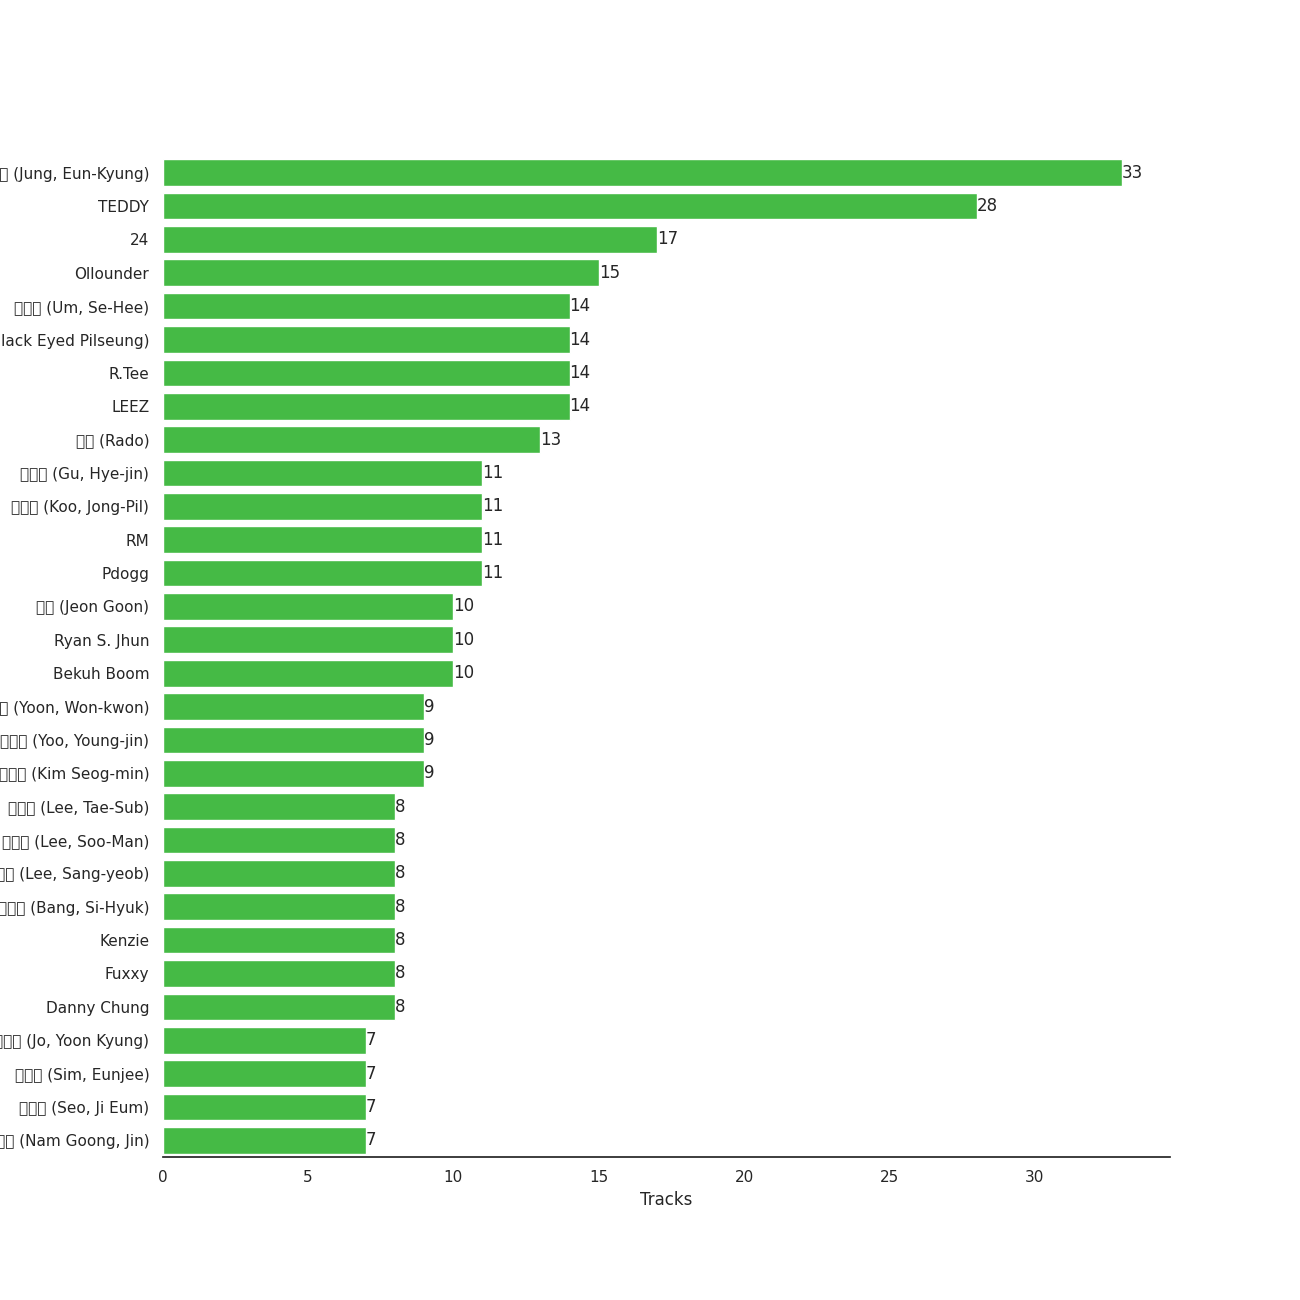 (Jung, Eun-Kyung) 33
TEDDY 28
24 17
Ollounder 15
(Um, Se-Hee) 14
lack Eyed Pilseung) 14
R.Tee 14
LEEZ 14
(Rado) 13
(Gu, Hye-jin) 11
(Koo, Jong-Pil) 11
RM 11
Pdogg 11
(Jeon Goon) 10
Ryan S. Jhun 10
Bekuh Boom 10
(Yoon, Won-kwon) 9
(Yoo, Young-jin) 9
(Kim Seog-min) 9
(Lee, Tae-Sub) 8
(Lee, Soo-Man) 8
(Lee, Sang-yeob) 8
(Bang, Si-Hyuk) 8
Kenzie 8
Fuxxy 8
Danny Chung 8
(Jo, Yoon Kyung) 7
(Sim, Eunjee) 7
(Seo, Ji Eum) 7
(Nam Goong, Jin) 7
0 5 10 15 20 25 30
Tracks